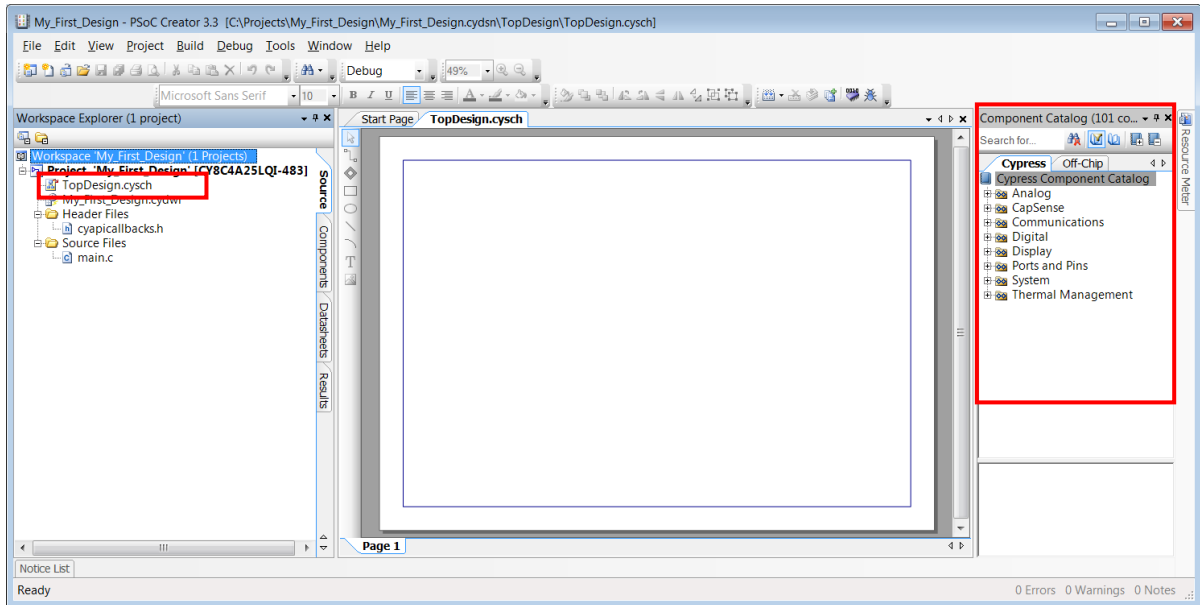 My_First_Design - PSoC Creator 3.3 [C:\Projects\My_First_Design\My_First_Design.cydsn\TopDesign\TopDesign.cysch]
File Edit View Project Build Debug Tools Window Help
Debug 49%
Microsoft Sans Serif 10 B I U A
Workspace Explorer (1 project)
Workspace 'My_First_Design' (1 Projects)
Project 'My_First_Design' [CY8C4A25LQI-483]
TopDesign.cysch
My_First_Design.cydwr
Header Files
cyapicallbacks.h
Source Files
main.c
Source
Components
Datasheets
Results
Start Page TopDesign.cysch
T
Page 1
Component Catalog (101 co...
Search for...
Cypress Off-Chip
Cypress Component Catalog
Analog
CapSense
Communications
Digital
Display
Ports and Pins
System
Thermal Management
Resource Meter
Notice List
Ready 0 Errors 0 Warnings 0 Notes